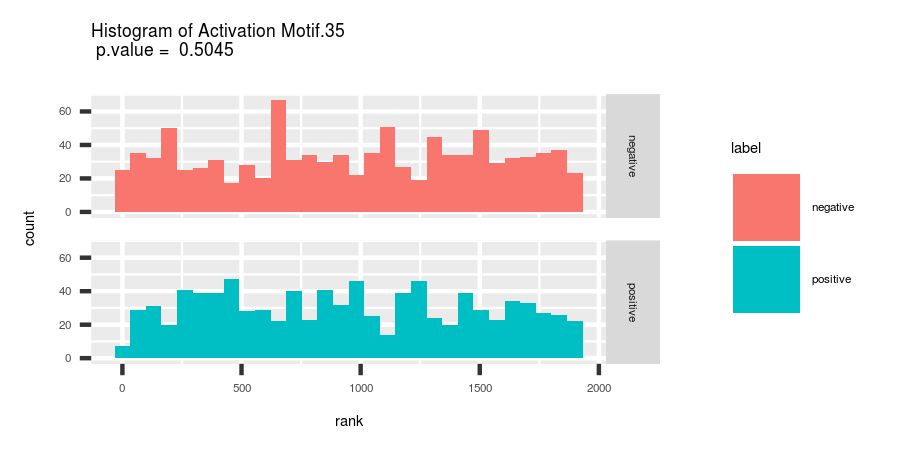 Histogram of Activation Motif.35
p.value = 0.5045
count
60
40
20
0
negative
60
40
20
0
positive
0 500 1000 1500 2000
rank
label
negative
positive